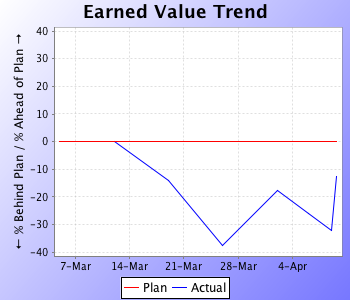 Earned Value Trend
← % Behind Plan / % Ahead of Plan →
40
30
20
10
0
-10
-20
-30
-40
7-Mar 14-Mar 21-Mar 28-Mar 4-Apr
Plan Actual